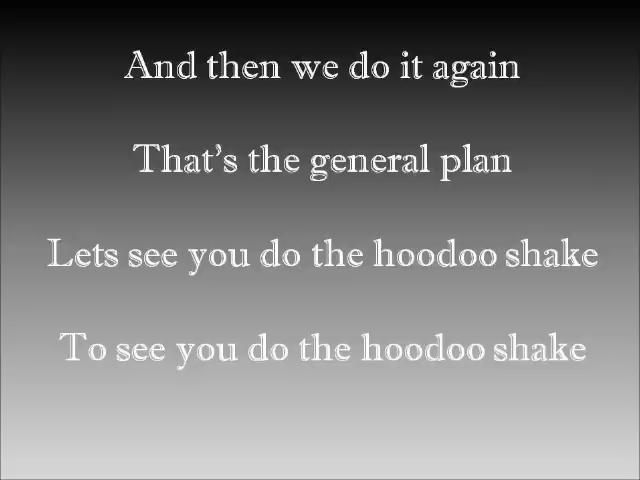 And then we do it again
That's the general plan
Lets see you do the hoodoo shake
To see you do the hoodoo shake